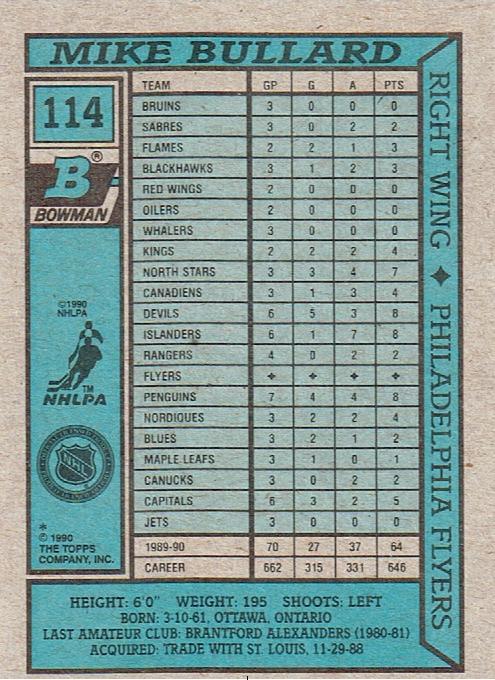 MIKE BULLARD
RIGHT WING ✦ PHILADELPHIA FLYERS
114
B®
BOWMAN
©1990
NHLPA
TM
NHLPA
NHL
*
© 1990
THE TOPPS
COMPANY, INC.
TEAM GP G A PTS
BRUINS 3 0 0 0
SABRES 3 0 2 2
FLAMES 2 2 1 3
BLACKHAWKS 3 1 2 3
RED WINGS 2 0 0 0
OILERS 2 0 0 0
WHALERS 3 0 0 0
KINGS 2 2 2 4
NORTH STARS 3 3 4 7
CANADIENS 3 1 3 4
DEVILS 6 5 3 8
ISLANDERS 6 1 7 8
RANGERS 4 0 2 2
FLYERS ✦ ✦ ✦ ✦
PENGUINS 7 4 4 8
NORDIQUES 3 2 2 4
BLUES 3 2 1 2
MAPLE LEAFS 3 1 0 1
CANUCKS 3 0 2 2
CAPITALS 6 3 2 5
JETS 3 0 0 0
1989-90 70 27 37 64
CAREER 662 315 331 646
HEIGHT: 6'0" WEIGHT: 195 SHOOTS: LEFT
BORN: 3-10-61, OTTAWA, ONTARIO
LAST AMATEUR CLUB: BRANTFORD ALEXANDERS (1980-81)
ACQUIRED: TRADE WITH ST. LOUIS, 11-29-88